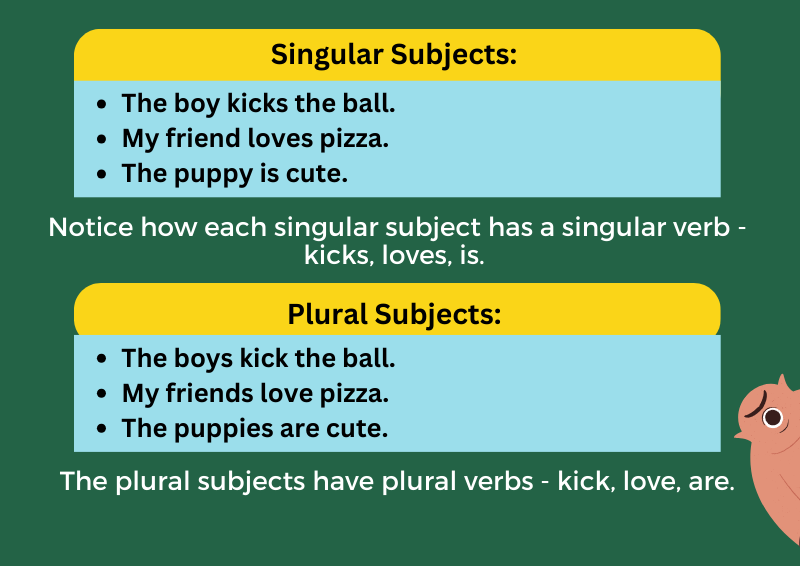 Singular Subjects:
• The boy kicks the ball.
• My friend loves pizza.
• The puppy is cute.
Notice how each singular subject has a singular verb -
kicks, loves, is.
Plural Subjects:
• The boys kick the ball.
• My friends love pizza.
• The puppies are cute.
The plural subjects have plural verbs - kick, love, are.